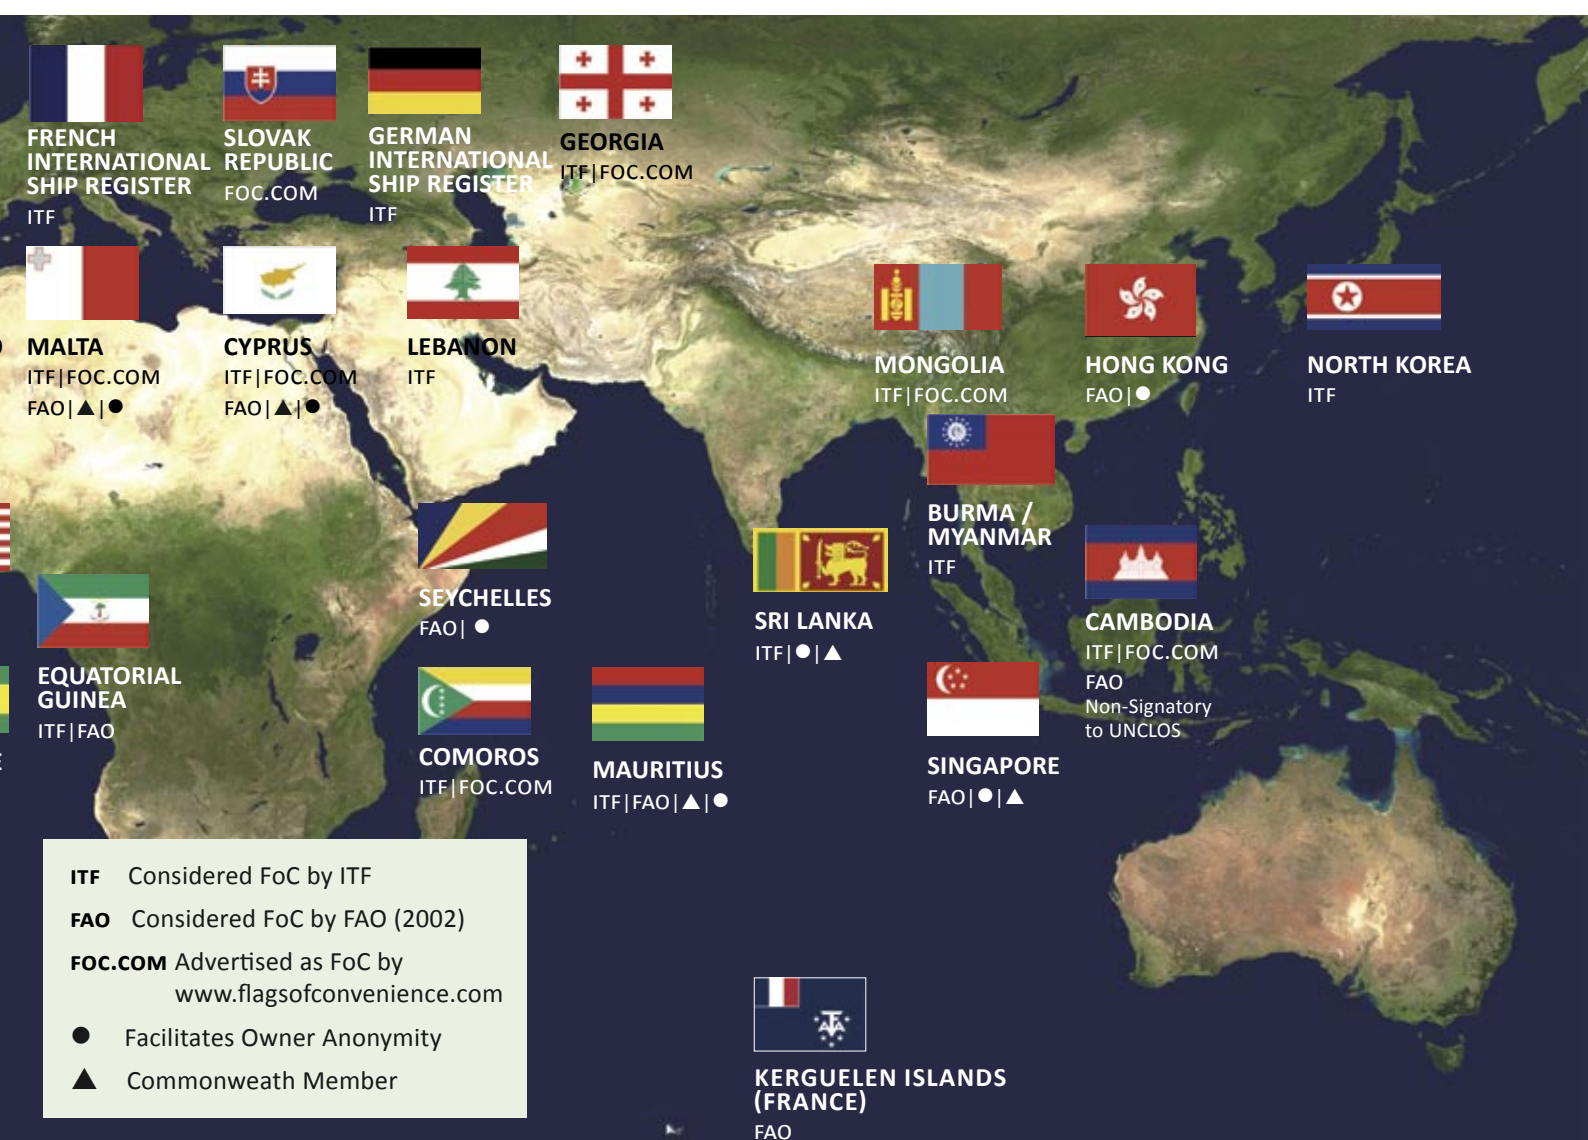 FRENCH
INTERNATIONAL
SHIP REGISTER
ITF
SLOVAK
REPUBLIC
FOC.COM
GERMAN
INTERNATIONAL
SHIP REGISTER
ITF
GEORGIA
ITF|FOC.COM
MALTA
ITF|FOC.COM
FAO|▲|●
CYPRUS
ITF|FOC.COM
FAO|▲|●
LEBANON
ITF
MONGOLIA
ITF|FOC.COM
HONG KONG
FAO|●
NORTH KOREA
ITF
BURMA /
MYANMAR
ITF
SEYCHELLES
FAO| ●
SRI LANKA
ITF|●|▲
CAMBODIA
ITF|FOC.COM
FAO
Non-Signatory
to UNCLOS
EQUATORIAL
GUINEA
ITF|FAO
COMOROS
ITF|FOC.COM
MAURITIUS
ITF|FAO|▲|●
SINGAPORE
FAO|●|▲
ITF Considered FoC by ITF
FAO Considered FoC by FAO (2002)
FOC.COM Advertised as FoC by
www.flagsofconvenience.com
● Facilitates Owner Anonymity
▲ Commonweath Member
KERGUELEN ISLANDS
(FRANCE)
FAO